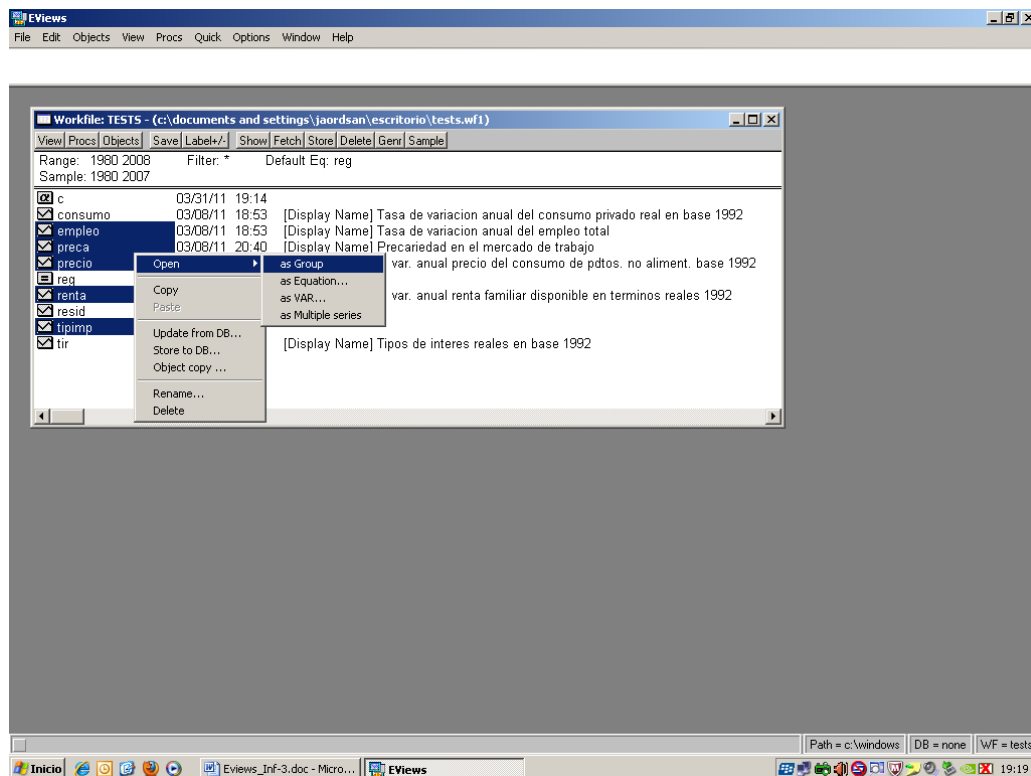 EViews
File Edit Objects View Procs Quick Options Window Help
Workfile: TESTS - (c:\documents and settings\jaordsan\escritorio\tests.wf1)
View Procs Objects Save Label+/- Show Fetch Store Delete Genr Sample
Range: 1980 2008 Filter: * Default Eq: reg
Sample: 1980 2007
c 03/31/11 19:14
consumo 03/08/11 18:53 [Display Name] Tasa de variacion anual del consumo privado real en base 1992
empleo 03/08/11 18:53 [Display Name] Tasa de variacion anual del empleo total
preca 03/08/11 20:40 [Display Name] Precariedad en el mercado de trabajo
precio var. anual precio del consumo de pdtos. no aliment. base 1992
reg
renta var. anual renta familiar disponible en terminos reales 1992
resid
tipimp
tir [Display Name] Tipos de interes reales en base 1992
Open
Copy
Paste
Update from DB...
Store to DB...
Object copy ...
Rename...
Delete
as Group
as Equation...
as VAR...
as Multiple series
Path = c:\windows DB = none WF = tests
Inicio Eviews_Inf-3.doc - Micro... EViews 19:19